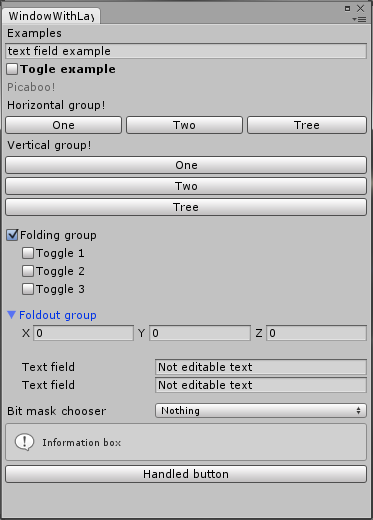 WindowWithLay
Examples
text field example
Togle example
Picaboo!
Horizontal group!
One Two Tree
Vertical group!
One
Two
Tree
Folding group
Toggle 1
Toggle 2
Toggle 3
Foldout group
X 0 Y 0 Z 0
Text field Not editable text
Text field Not editable text
Bit mask chooser Nothing
Information box
Handled button